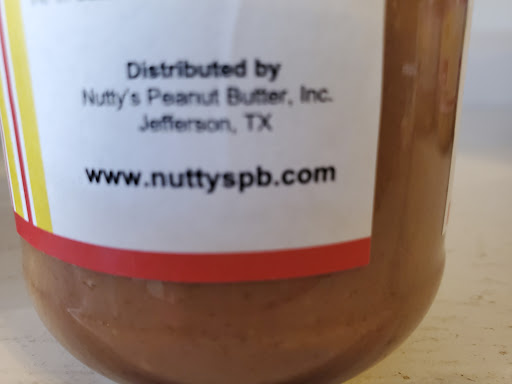 Distributed by
Nutty's Peanut Butter, Inc.
Jefferson, TX
www.nuttyspb.com